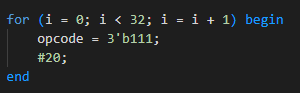 for (i = 0; i < 32; i = i + 1) begin
    opcode = 3'b111;
    #20;
end